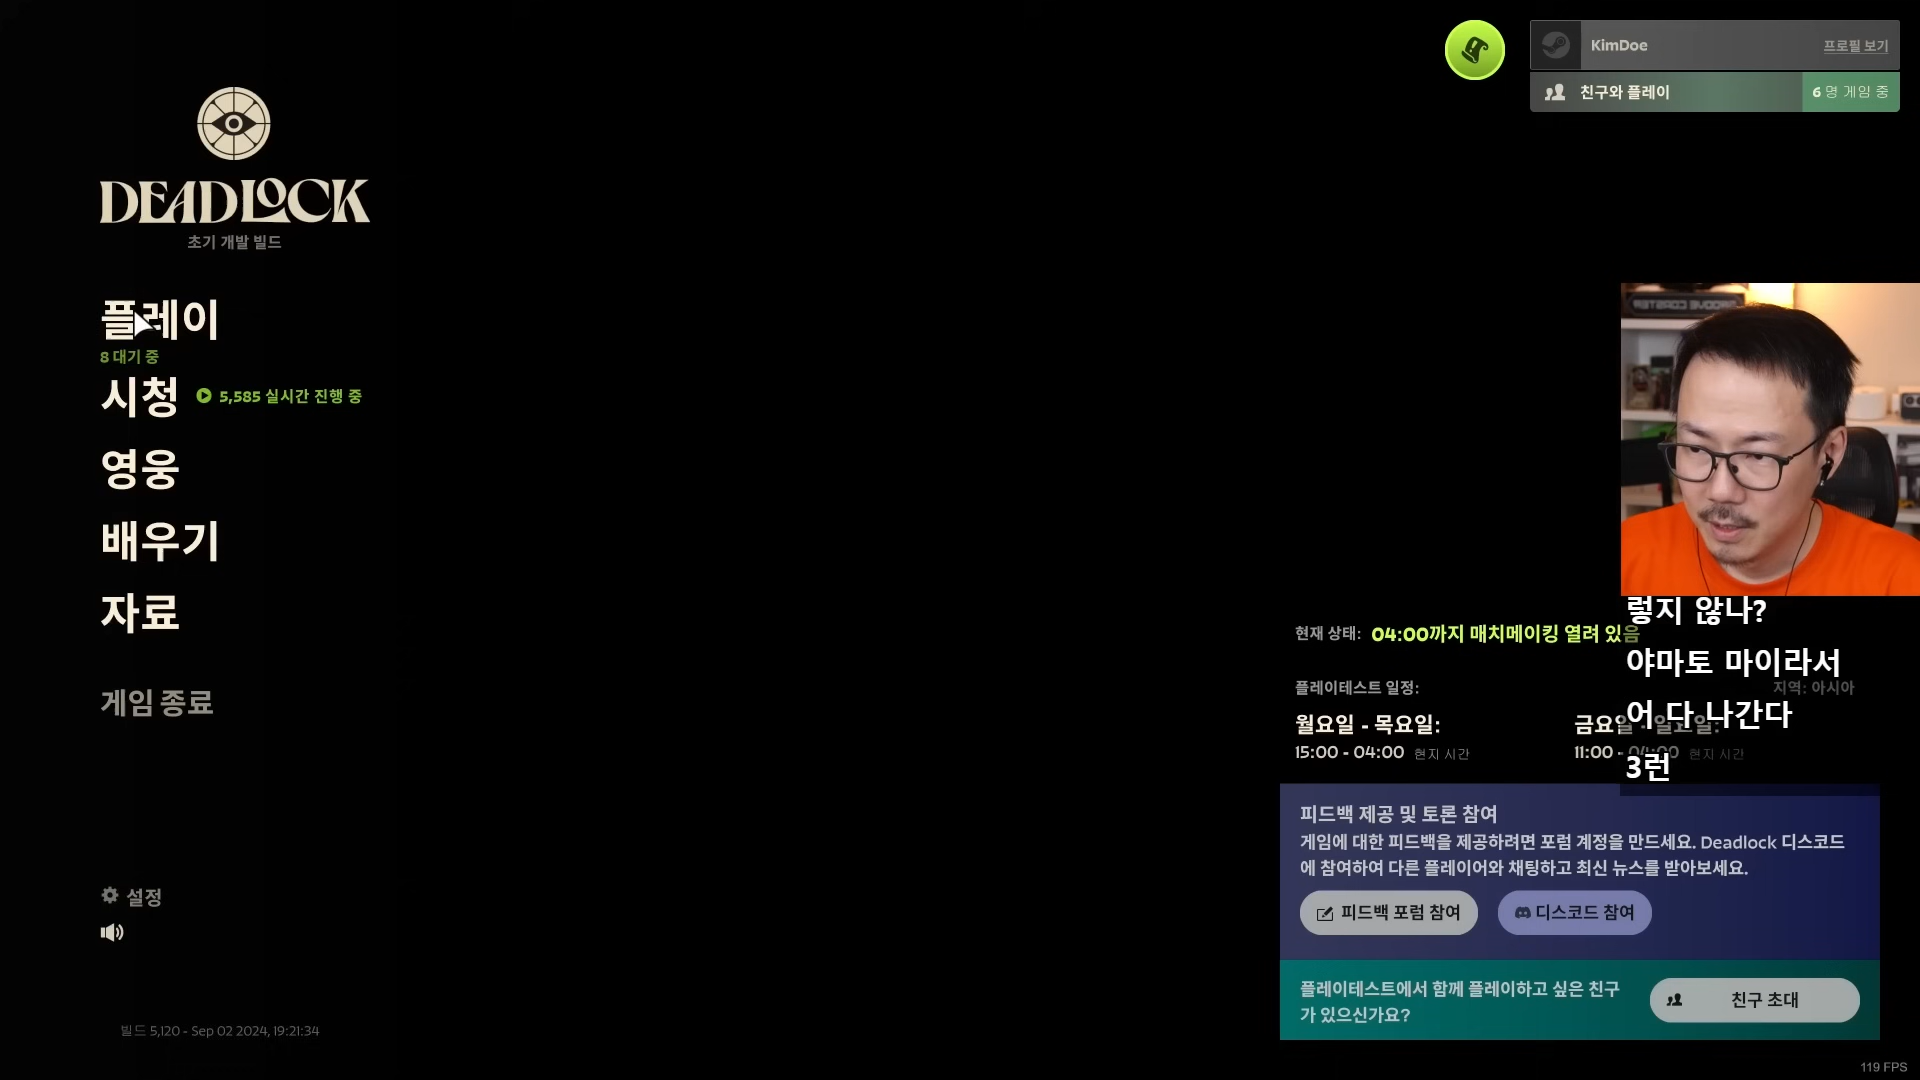 KimDoe
프로필 보기
친구와 플레이
6 명 게임 중
DEADLOCK
초기 개발 빌드
플레이
8 대기 중
시청
5,585 실시간 진행 중
영웅
배우기
자료
게임 종료
설정
빌드 5,120 - Sep 02 2024, 19:21:34
현재 상태: 04:00까지 매치메이킹 열려 있음
플레이테스트 일정:
지역: 아시아
월요일 - 목요일:
15:00 - 04:00 현지 시간
금요일 - 일요일:
11:00 - 04:00 현지 시간
렇지 않나?
야마토 마이라서
어 다 나간다
3런
피드백 제공 및 토론 참여
게임에 대한 피드백을 제공하려면 포럼 계정을 만드세요. Deadlock 디스코드
에 참여하여 다른 플레이어와 채팅하고 최신 뉴스를 받아보세요.
피드백 포럼 참여
디스코드 참여
플레이테스트에서 함께 플레이하고 싶은 친구
가 있으신가요?
친구 초대
119 FPS